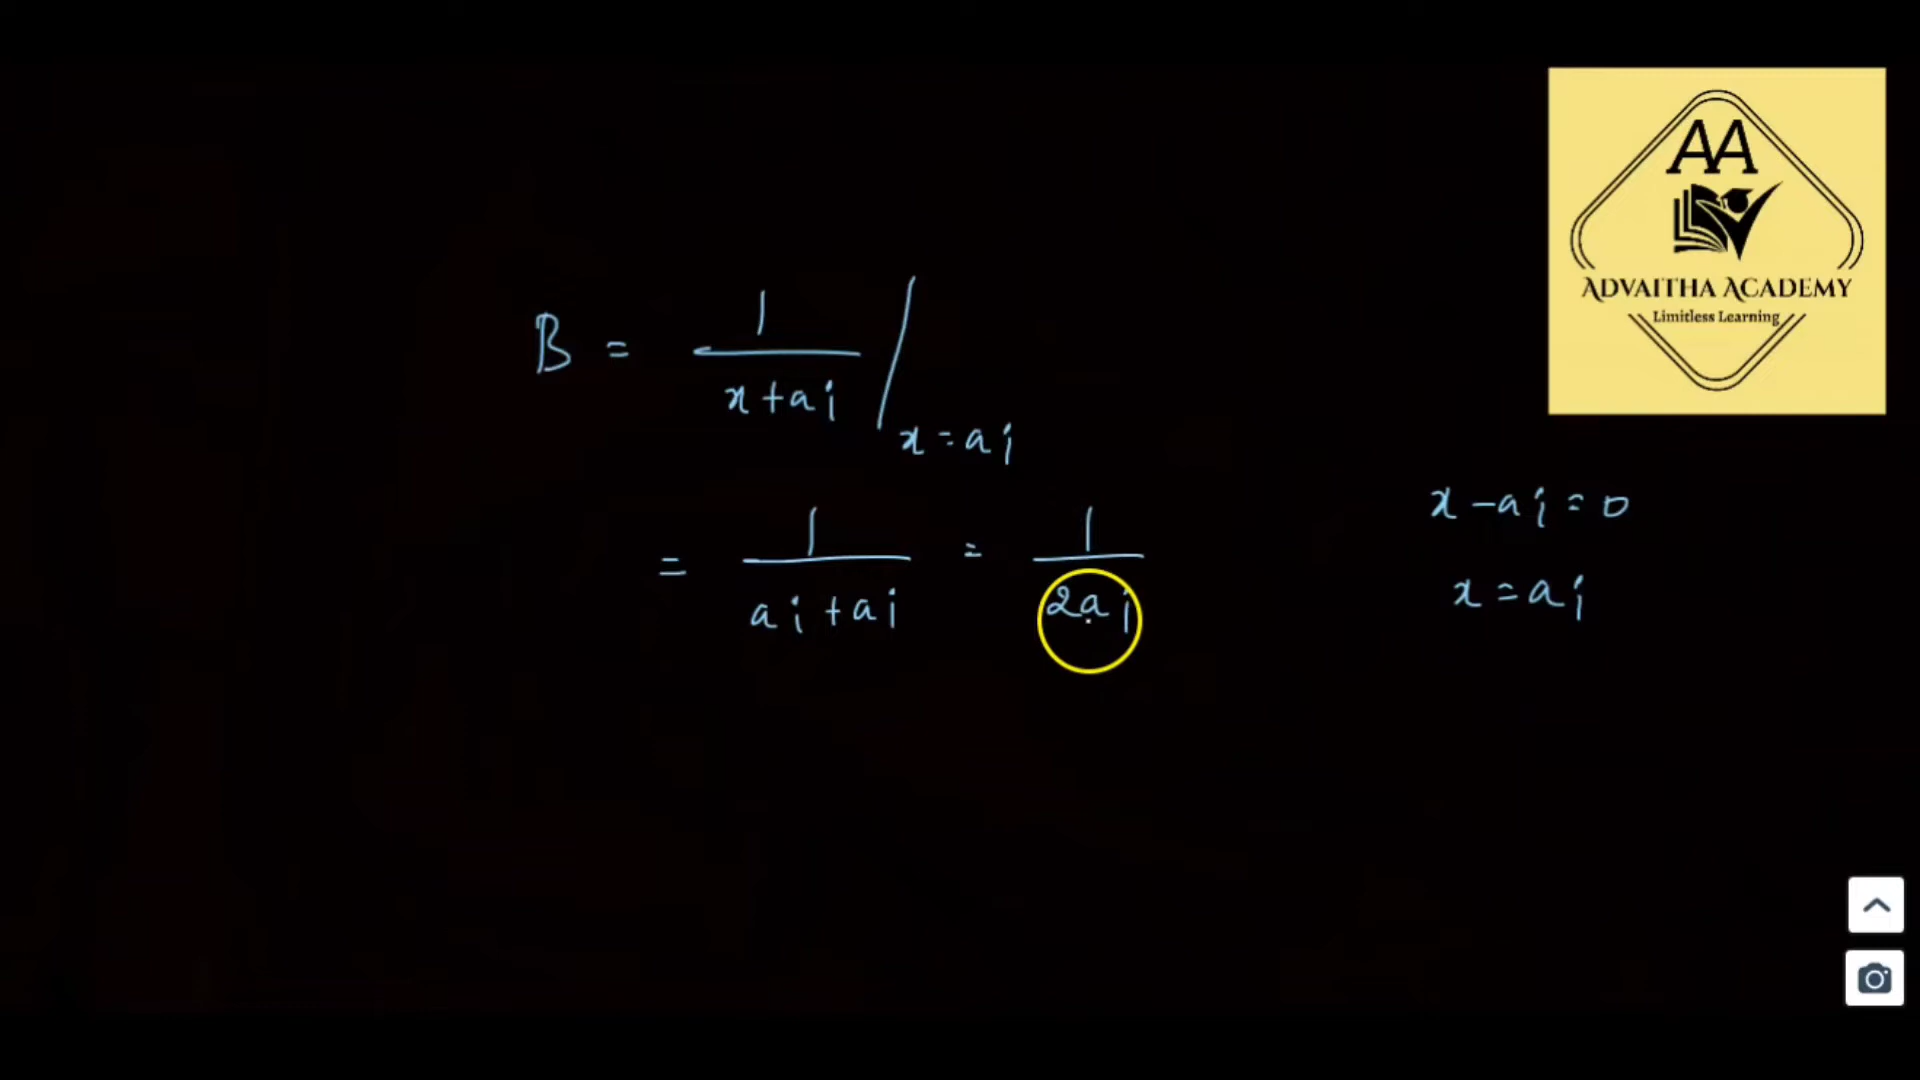 AA
ADVAITHA ACADEMY
Limitless Learning
B = 1/(x+ai) / x=ai
= 1/(ai+ai) = 1/(2ai)
x-ai=0
x=ai